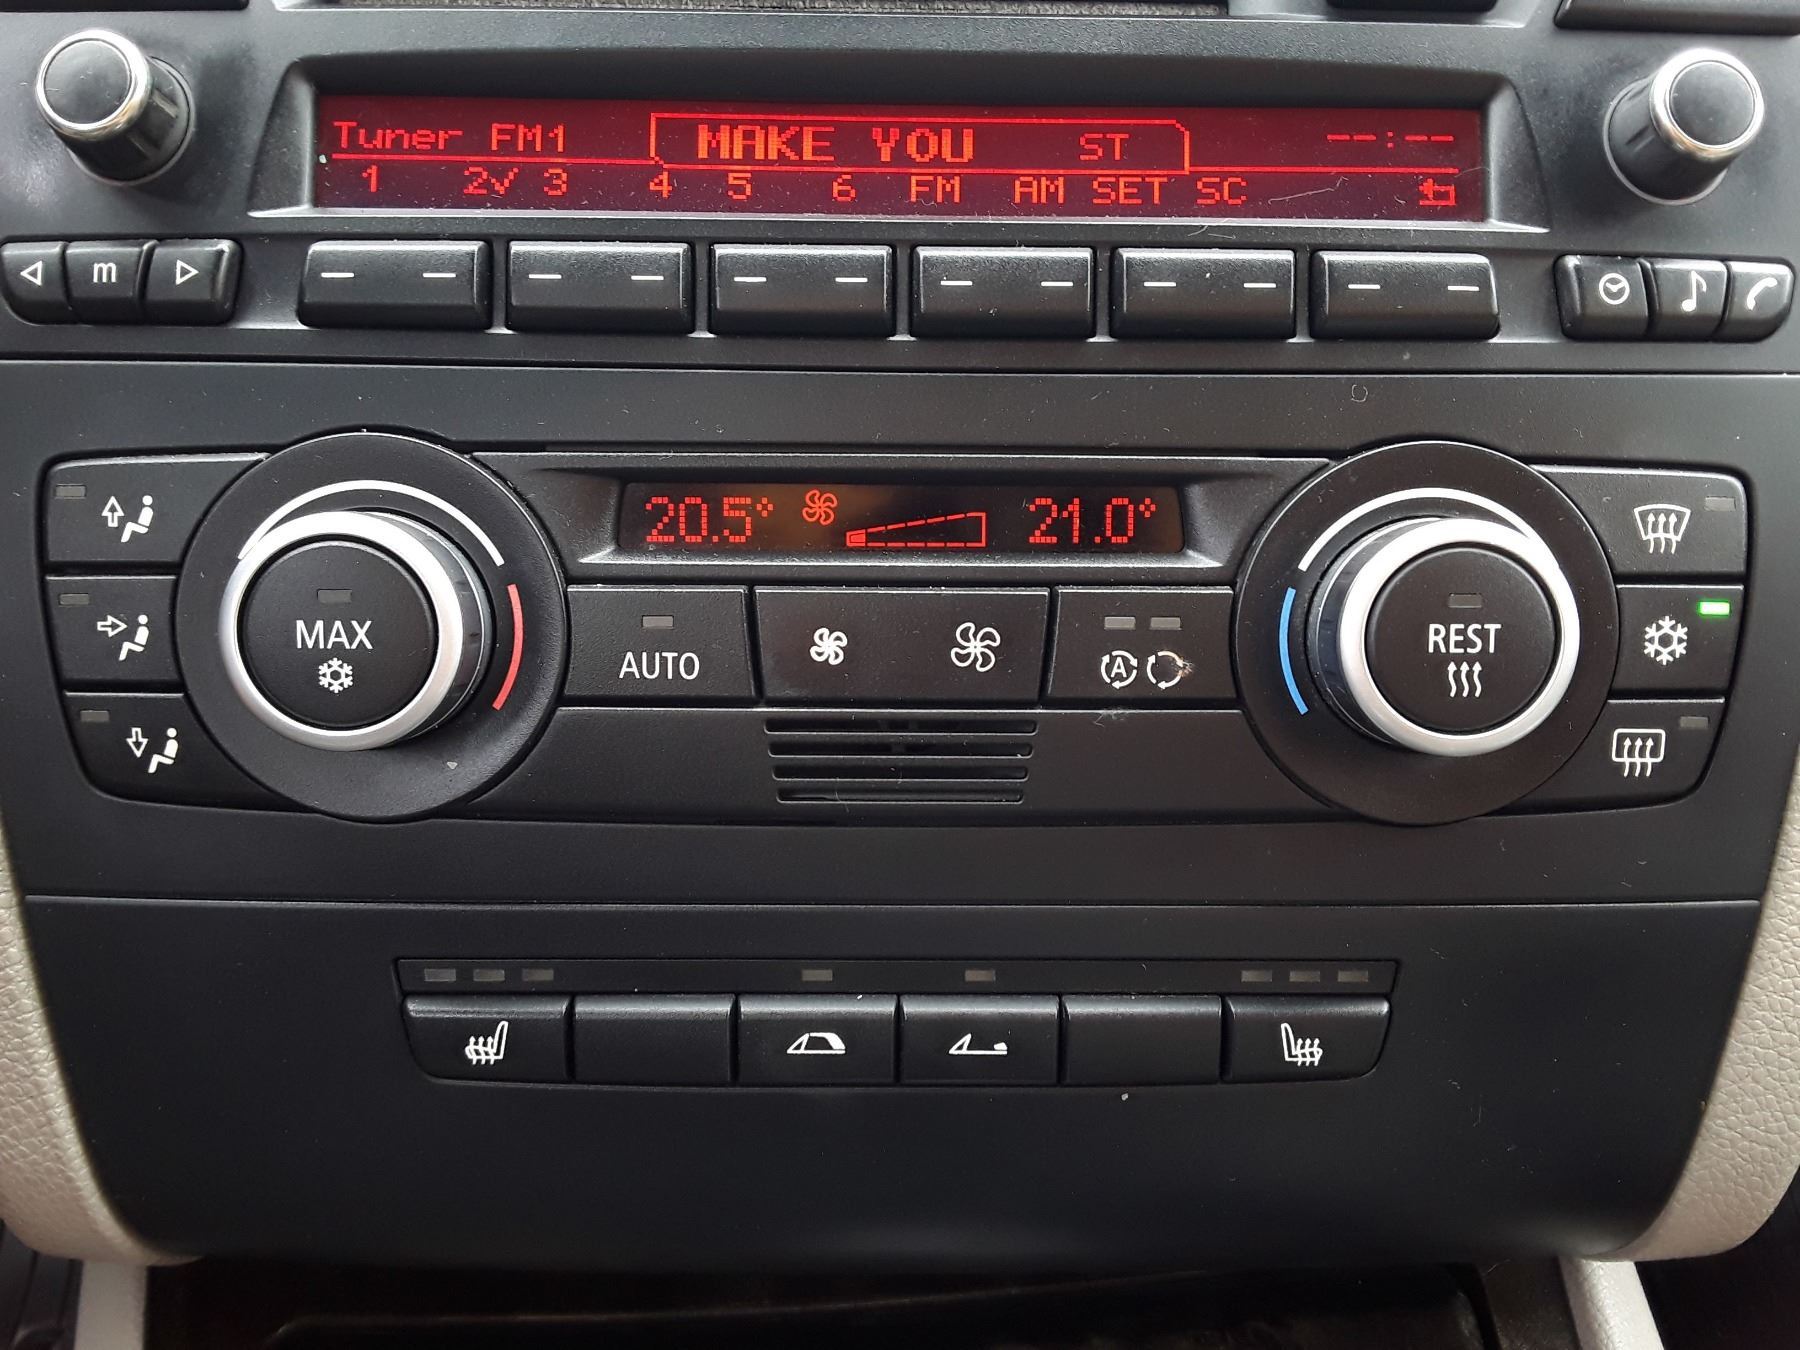 Tuner FM1 MAKE YOU ST --:--
1 2✓ 3 4 5 6 FM AM SET SC
m
20.5° 21.0°
MAX
AUTO
A
REST